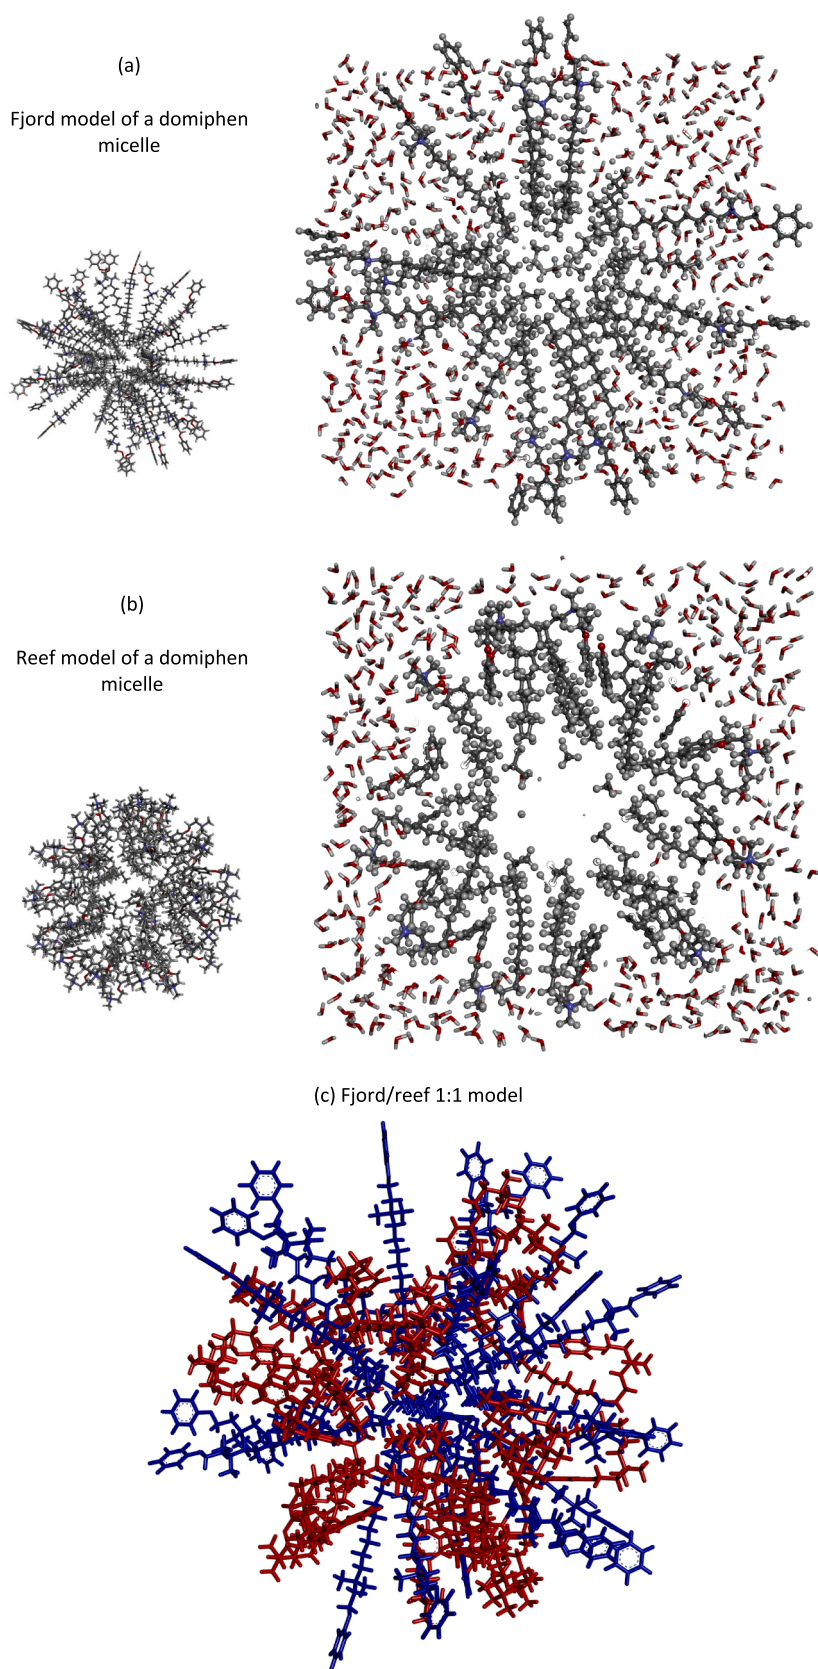 (a)
Fjord model of a domiphen
micelle
(b)
Reef model of a domiphen
micelle
(c) Fjord/reef 1:1 model